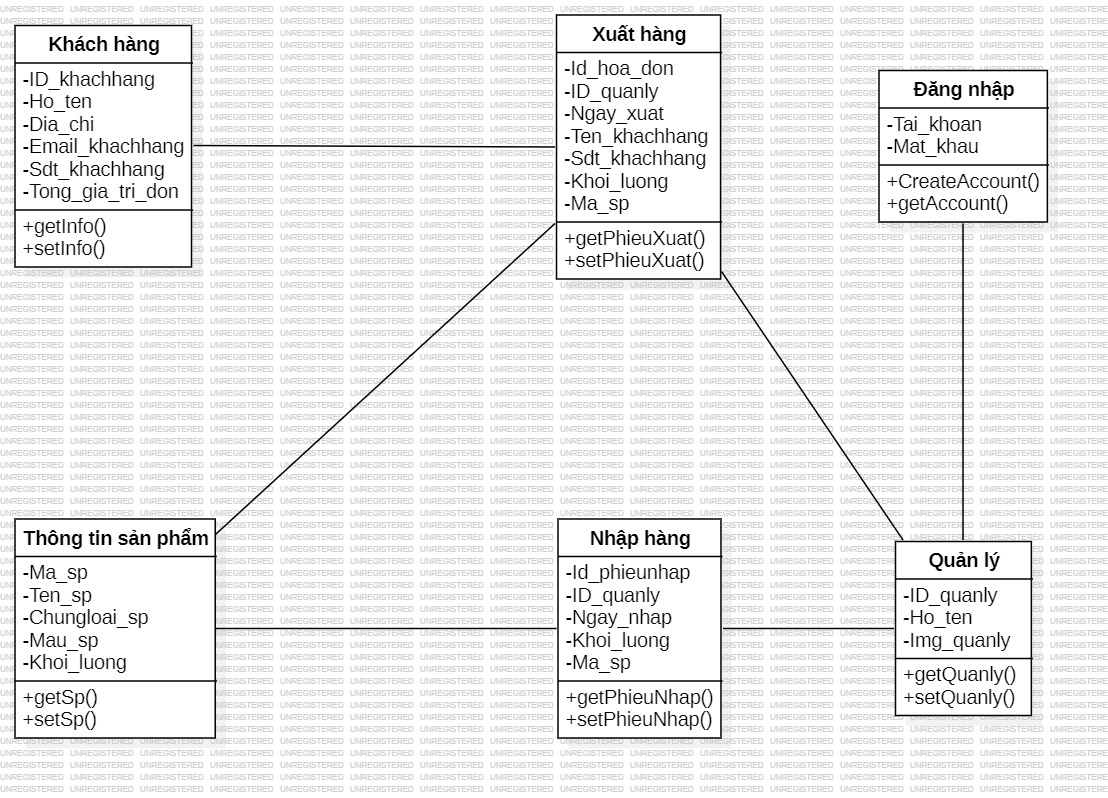 Khách hàng
-ID_khachhang
-Ho_ten
-Dia_chi
-Email_khachhang
-Sdt_khachhang
-Tong_gia_tri_don
+getInfo()
+setInfo()
Xuất hàng
-Id_hoa_don
-ID_quanly
-Ngay_xuat
-Ten_khachhang
-Sdt_khachhang
-Khoi_luong
-Ma_sp
+getPhieuXuat()
+setPhieuXuat()
Đăng nhập
-Tai_khoan
-Mat_khau
+CreateAccount()
+getAccount()
Thông tin sản phẩm
-Ma_sp
-Ten_sp
-Chungloai_sp
-Mau_sp
-Khoi_luong
+getSp()
+setSp()
Nhập hàng
-Id_phieunhap
-ID_quanly
-Ngay_nhap
-Khoi_luong
-Ma_sp
+getPhieuNhap()
+setPhieuNhap()
Quản lý
-ID_quanly
-Ho_ten
-Img_quanly
+getQuanly()
+setQuanly()
UNREGISTERED